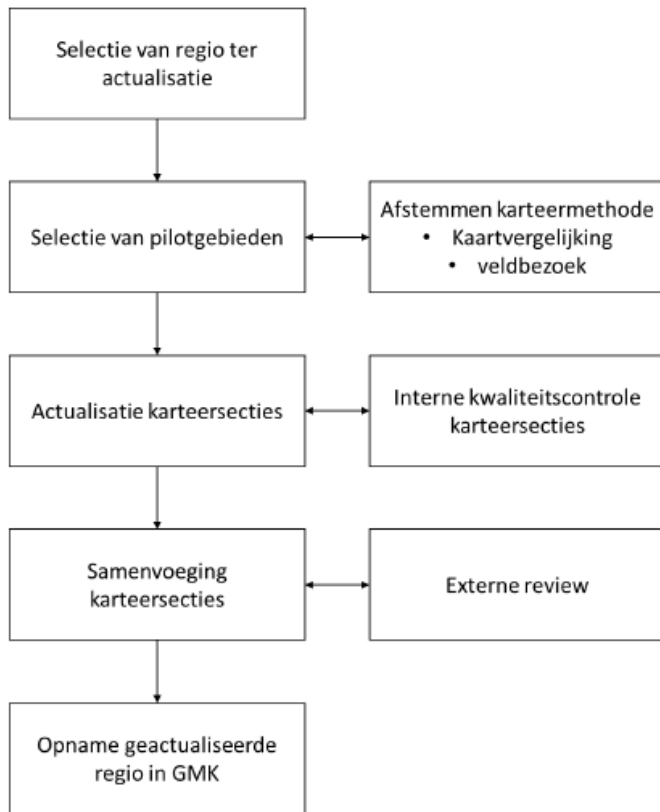 Selectie van regio ter
actualisatie
Selectie van pilotgebieden
Afstemmen karteermethode
• Kaartvergelijking
• veldbezoek
Actualisatie karteersecties
Interne kwaliteitscontrole
karteersecties
Samenvoeging
karteersecties
Externe review
Opname geactualiseerde
regio in GMK